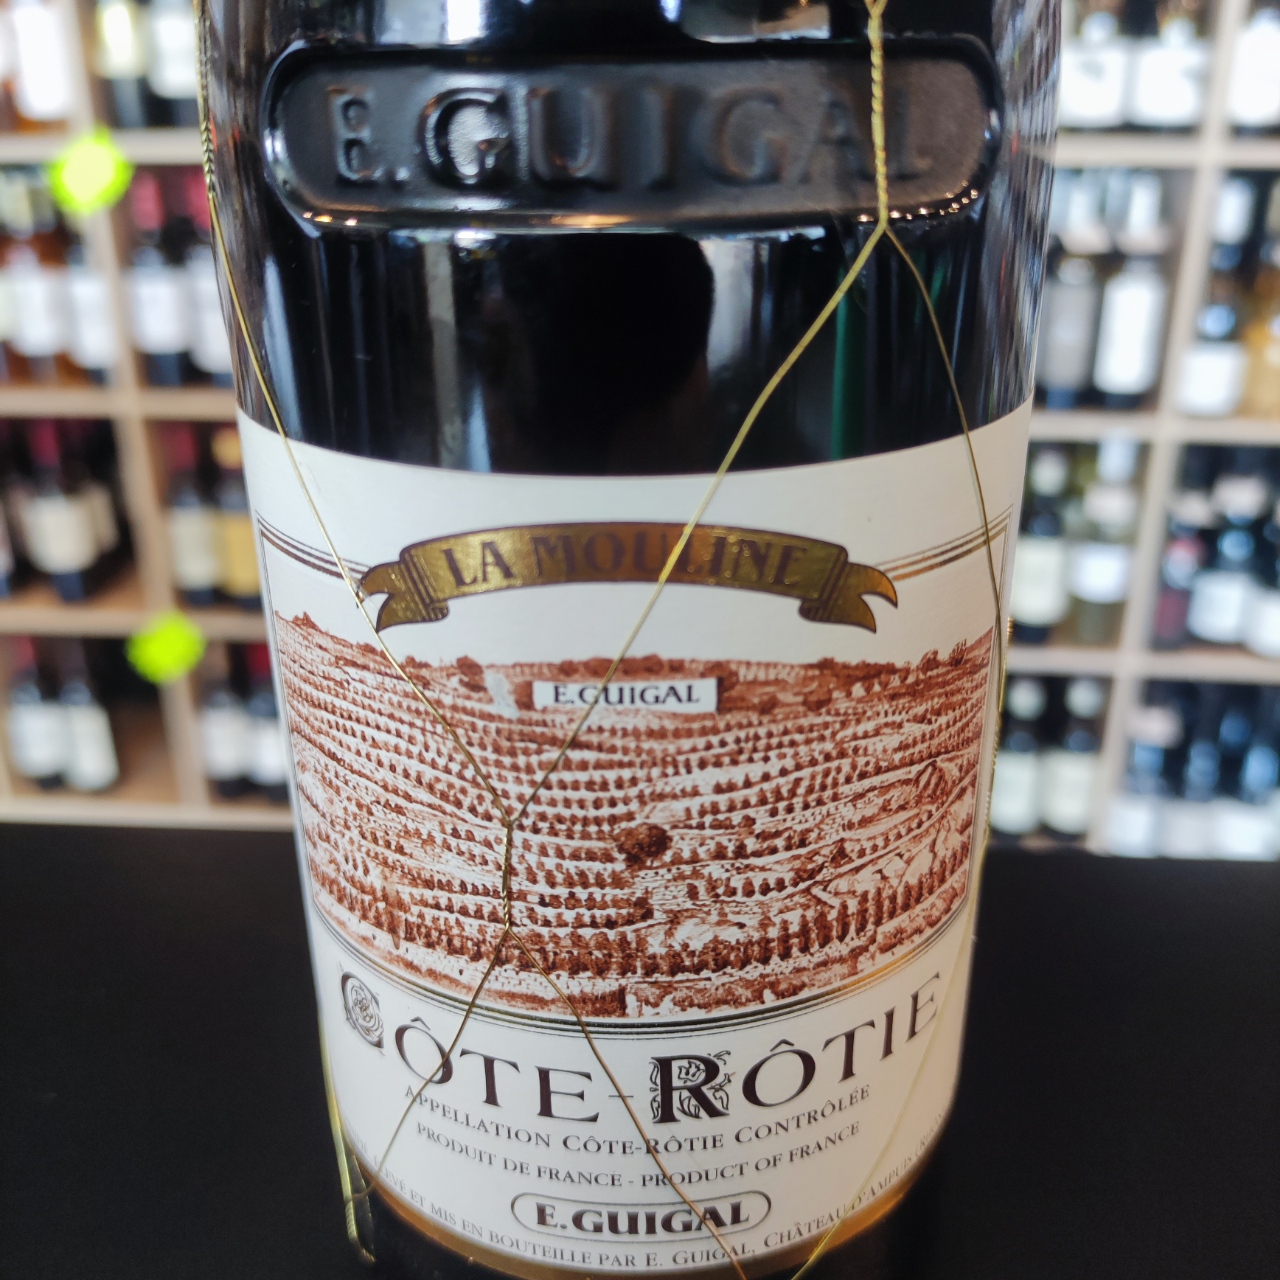 E.GUIGAL
LA MOULINE
E.GUIGAL
CÔTE-RÔTIE
APPELLATION CÔTE-RÔTIE CONTRÔLÉE
PRODUIT DE FRANCE - PRODUCT OF FRANCE
E.GUIGAL
ET MIS EN BOUTEILLE PAR E. GUIGAL, CHÂTEAU D'AMPUIS